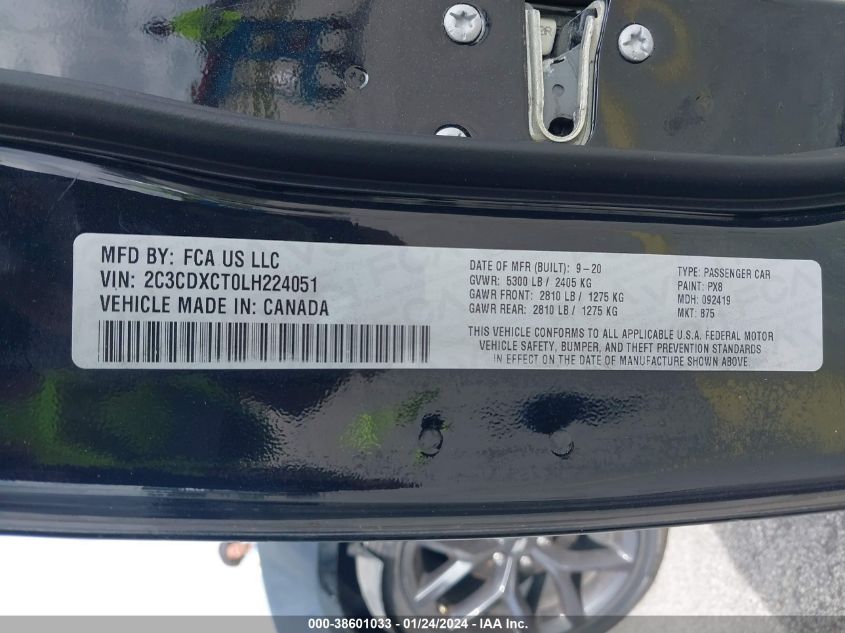 MFD BY: FCA US LLC
VIN: 2C3CDXCT0LH224051
VEHICLE MADE IN: CANADA
DATE OF MFR (BUILT): 9-20
GVWR: 5300 LB / 2405 KG
GAWR FRONT: 2810 LB / 1275 KG
GAWR REAR: 2810 LB / 1275 KG
TYPE: PASSENGER CAR
PAINT: PX8
MDH: 092419
MKT: B75
THIS VEHICLE CONFORMS TO ALL APPLICABLE U.S.A. FEDERAL MOTOR
VEHICLE SAFETY, BUMPER, AND THEFT PREVENTION STANDARDS
IN EFFECT ON THE DATE OF MANUFACTURE SHOWN ABOVE.
000-38601033 - 01/24/2024 - 1 of 1